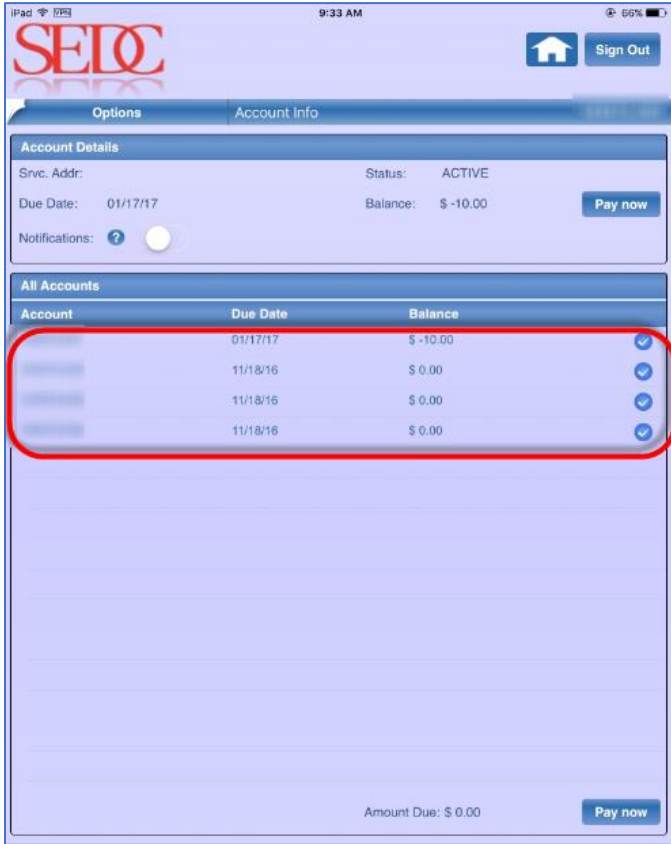 iPad VPN 9:33 AM 66%
SEDC
Sign Out
Options Account Info
Account Details
Srvc. Addr: Status: ACTIVE
Due Date: 01/17/17 Balance: $ -10.00 Pay now
Notifications: ?
All Accounts
Account Due Date Balance
01/17/17 $ -10.00
11/18/16 $ 0.00
11/18/16 $ 0.00
11/18/16 $ 0.00
Amount Due: $ 0.00 Pay now